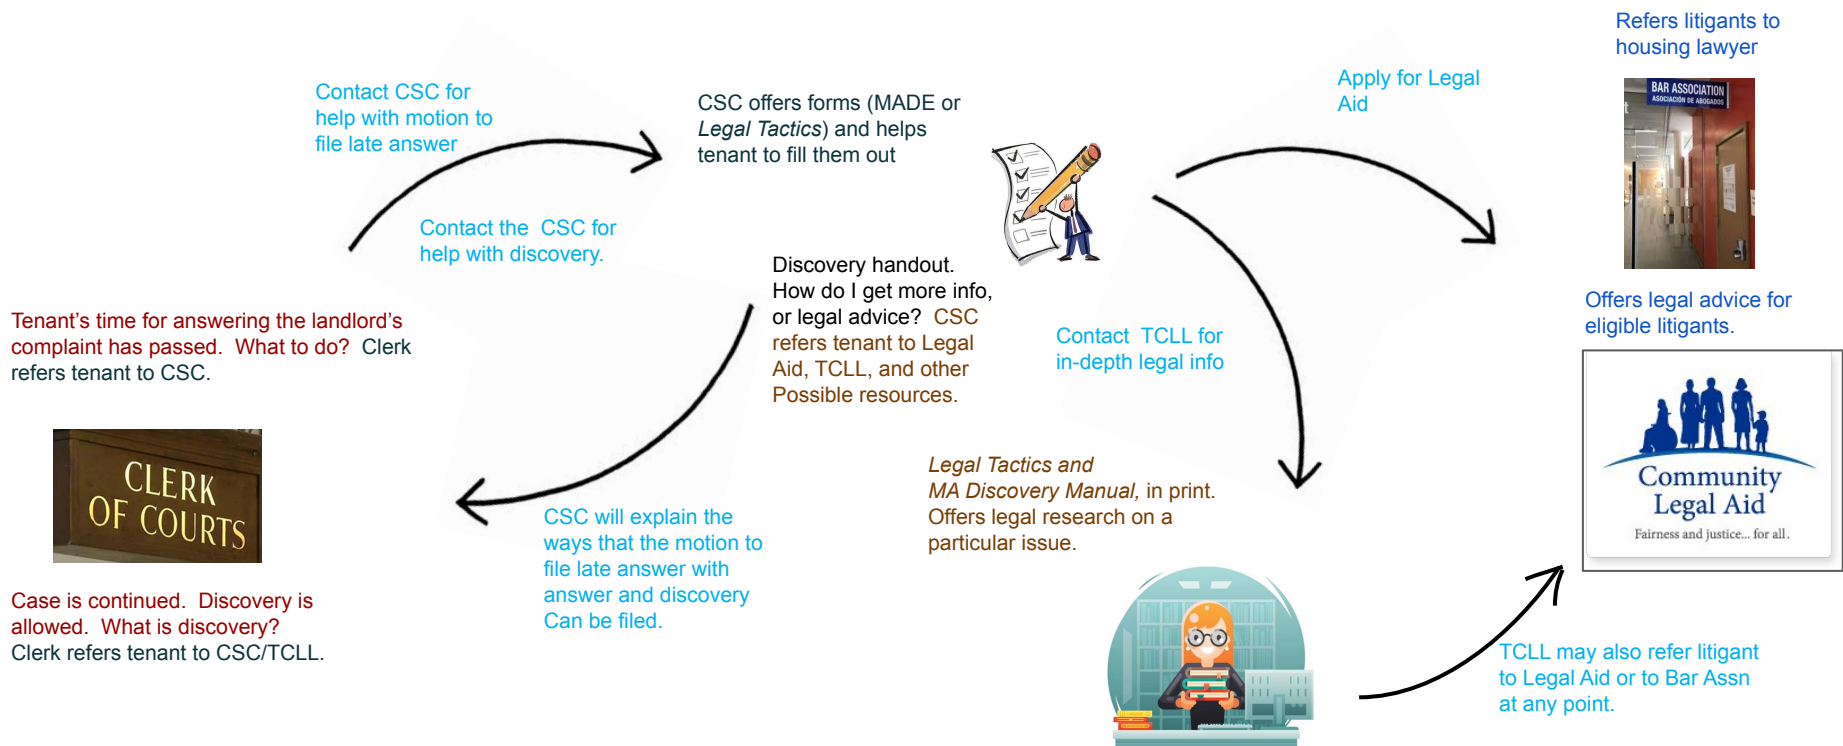 Contact CSC for
help with motion to
file late answer
Contact the CSC for
help with discovery.
Tenant's time for answering the landlord's
complaint has passed. What to do? Clerk
refers tenant to CSC.
CLERK
OF COURTS
Case is continued. Discovery is
allowed. What is discovery?
Clerk refers tenant to CSC/TCLL.
CSC offers forms (MADE or
Legal Tactics) and helps
tenant to fill them out
Discovery handout.
How do I get more info,
or legal advice? CSC
refers tenant to Legal
Aid, TCLL, and other
Possible resources.
CSC will explain the
ways that the motion to
file late answer with
answer and discovery
Can be filed.
Apply for Legal
Aid
Contact TCLL for
in-depth legal info
Legal Tactics and
MA Discovery Manual, in print.
Offers legal research on a
particular issue.
Refers litigants to
housing lawyer
BAR ASSOCIATION
ASOCIACIÓN DE ABOGADOS
Offers legal advice for
eligible litigants.
Community
Legal Aid
Fairness and justice... for all.
TCLL may also refer litigant
to Legal Aid or to Bar Assn
at any point.